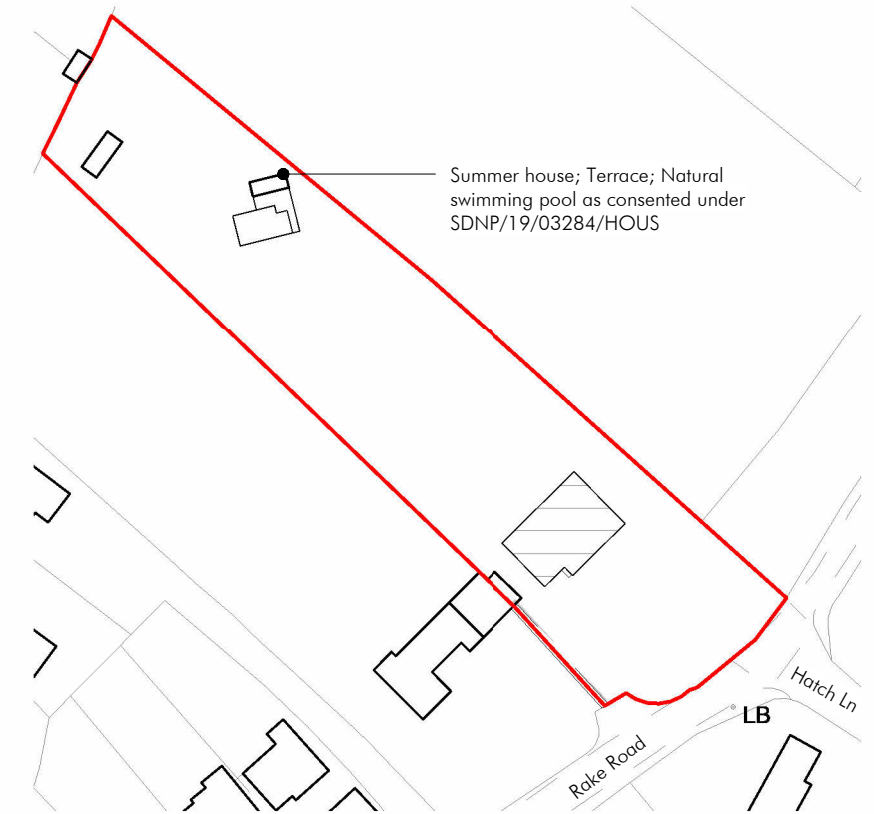 Summer house; Terrace; Natural
swimming pool as consented under
SDNP/19/03284/HOUS
Hatch Ln
LB
Rake Road